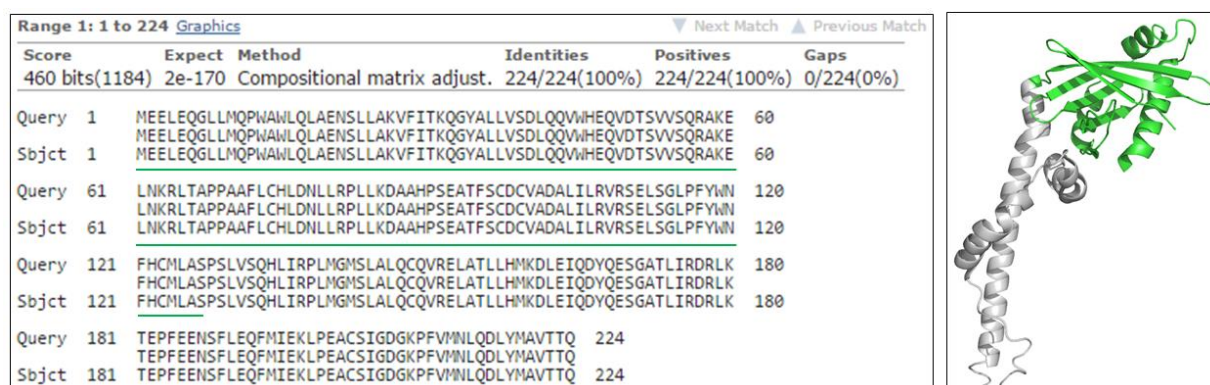 Range 1: 1 to 224 Graphics ▼ Next Match ▲ Previous Match
Score Expect Method Identities Positives Gaps
460 bits(1184) 2e-170 Compositional matrix adjust. 224/224(100%) 224/224(100%) 0/224(0%)
Query 1 MEELEQGLLMQPWAWLQLAENSLLAKVFITKQGYALLVSDLQQVWHEQVDTSVVSQRAKE 60
MEELEQGLLMQPWAWLQLAENSLLAKVFITKQGYALLVSDLQQVWHEQVDTSVVSQRAKE
Sbjct 1 MEELEQGLLMQPWAWLQLAENSLLAKVFITKQGYALLVSDLQQVWHEQVDTSVVSQRAKE 60
Query 61 LNKRLTAPPAAFLCHLDNLLRPLLKDAAHPSEATFSCDCVADALILRVRSELSGLPFYWN 120
LNKRLTAPPAAFLCHLDNLLRPLLKDAAHPSEATFSCDCVADALILRVRSELSGLPFYWN
Sbjct 61 LNKRLTAPPAAFLCHLDNLLRPLLKDAAHPSEATFSCDCVADALILRVRSELSGLPFYWN 120
Query 121 FHCMLASPSLVSQHLIRPLMGMSLALQCQVRELATLLHMKDLEIQDYQESGATLIRDRLK 180
FHCMLASPSLVSQHLIRPLMGMSLALQCQVRELATLLHMKDLEIQDYQESGATLIRDRLK
Sbjct 121 FHCMLASPSLVSQHLIRPLMGMSLALQCQVRELATLLHMKDLEIQDYQESGATLIRDRLK 180
Query 181 TEPFEENSFLEQFMIEKLPEACSIGDGKPFVMNLQDLYMAVTTQ 224
TEPFEENSFLEQFMIEKLPEACSIGDGKPFVMNLQDLYMAVTTQ
Sbjct 181 TEPFEENSFLEQFMIEKLPEACSIGDGKPFVMNLQDLYMAVTTQ 224